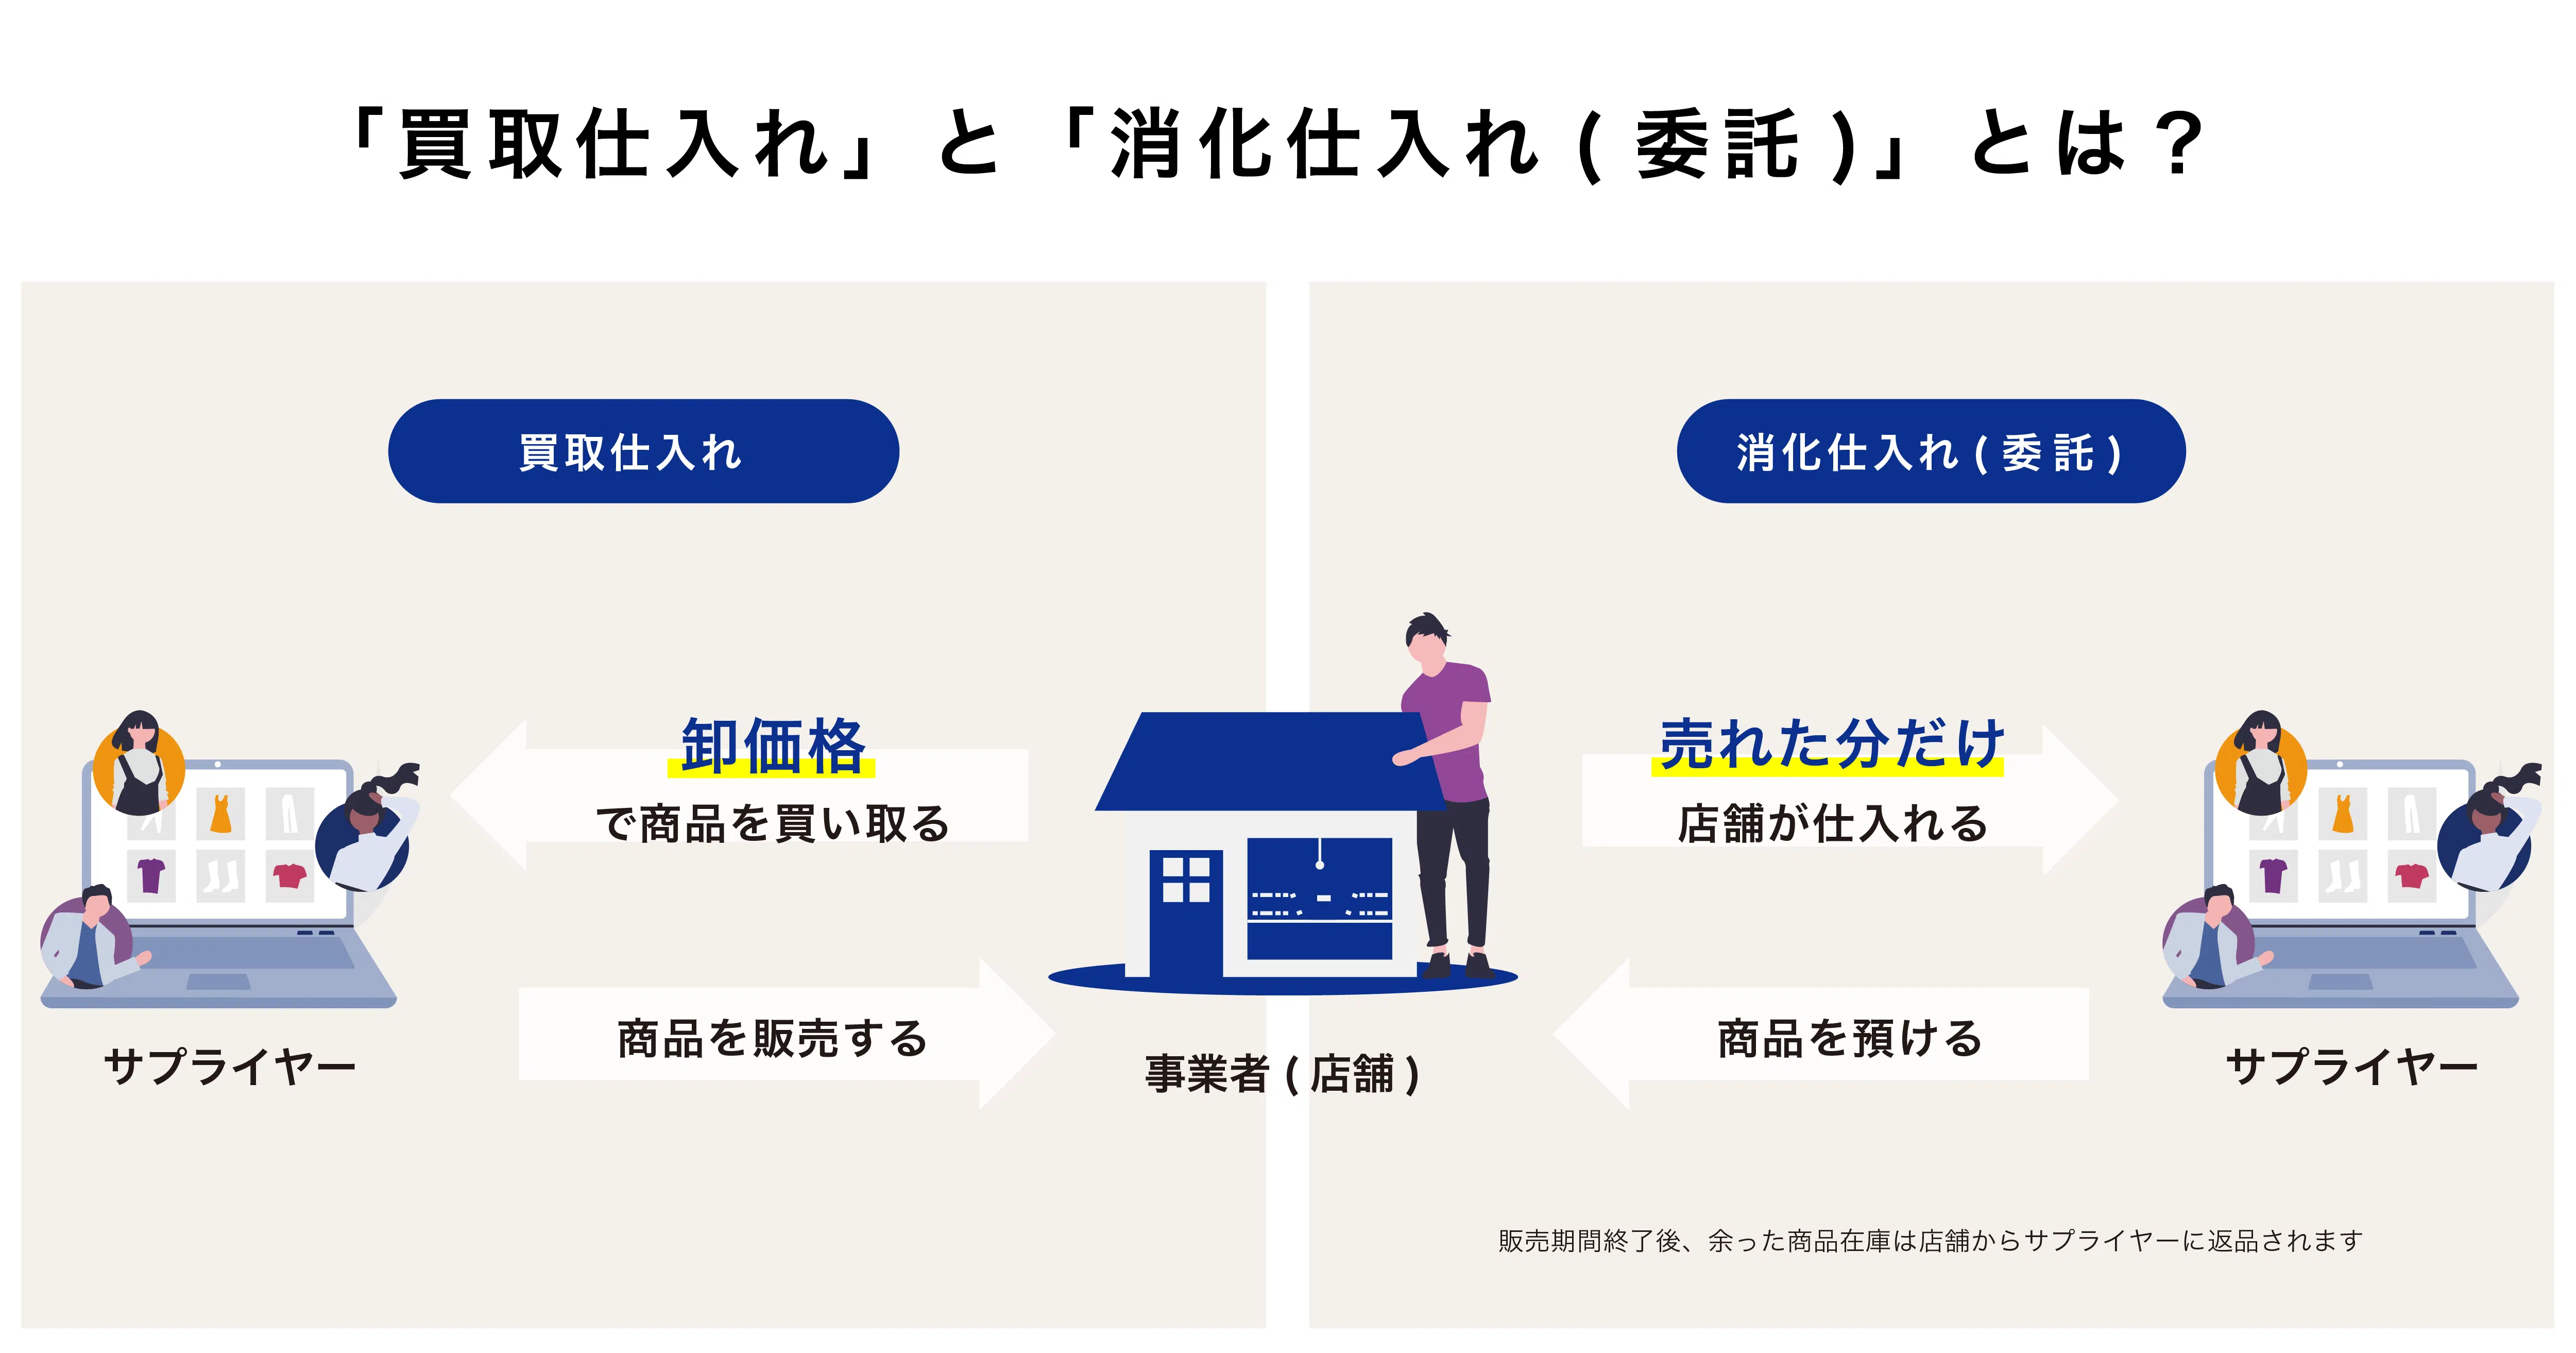 「買取仕入れ」と「消化仕入れ(委託)」とは？
買取仕入れ
卸価格
で商品を買い取る
商品を販売する
サプライヤー
事業者(店舗)
消化仕入れ(委託)
売れた分だけ
店舗が仕入れる
商品を預ける
サプライヤー
販売期間終了後、余った商品在庫は店舗からサプライヤーに返品されます